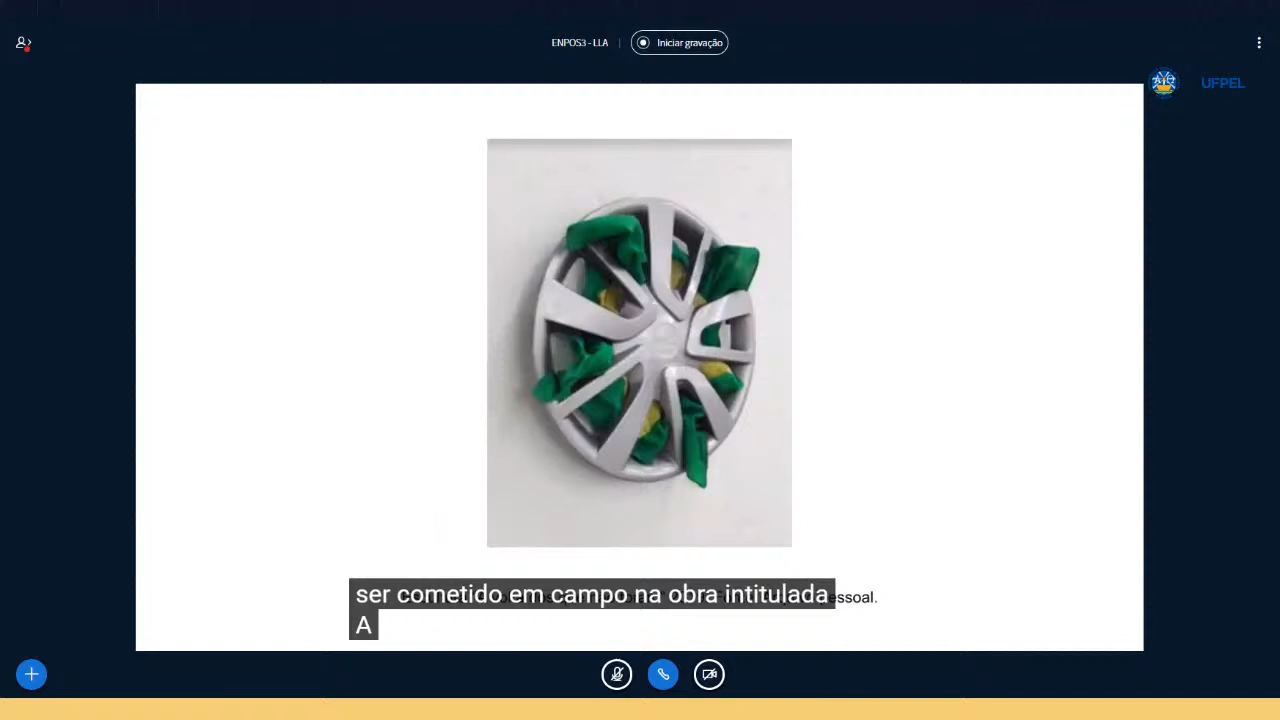 ENPOS3 - LLA
Iniciar gravação
UFPEL
ser cometido em campo na obra intitulada
essoal.
A